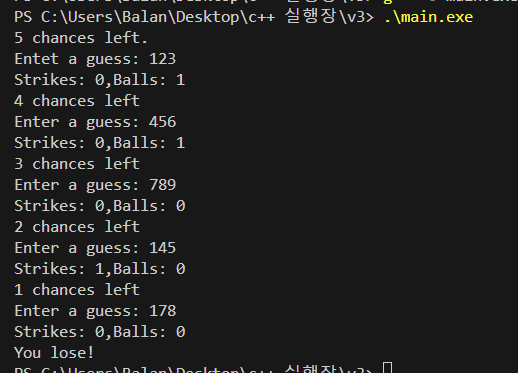 PS C:\Users\Balan\Desktop\c++ 실행장\v3> .\main.exe
5 chances left.
Entet a guess: 123
Strikes: 0,Balls: 1
4 chances left
Enter a guess: 456
Strikes: 0,Balls: 1
3 chances left
Enter a guess: 789
Strikes: 0,Balls: 0
2 chances left
Enter a guess: 145
Strikes: 1,Balls: 0
1 chances left
Enter a guess: 178
Strikes: 0,Balls: 0
You lose!
PS C:\Users\Balan\Desktop\c++ 실행장\v3>